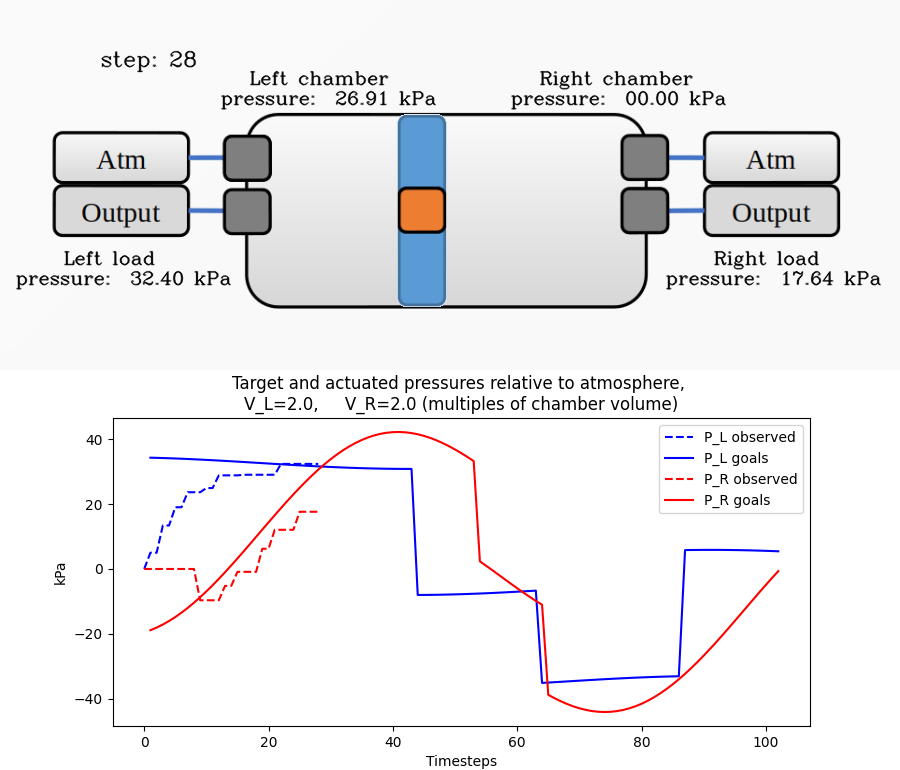 step: 28
Left chamber
pressure: 26.91 kPa
Right chamber
pressure: 00.00 kPa
Atm
Output
Atm
Output
Left load
pressure: 32.40 kPa
Right load
pressure: 17.64 kPa
Target and actuated pressures relative to atmosphere,
V_L=2.0, V_R=2.0 (multiples of chamber volume)
P_L observed
P_L goals
P_R observed
P_R goals
kPa
40
20
0
−20
−40
0 20 40 60 80 100
Timesteps